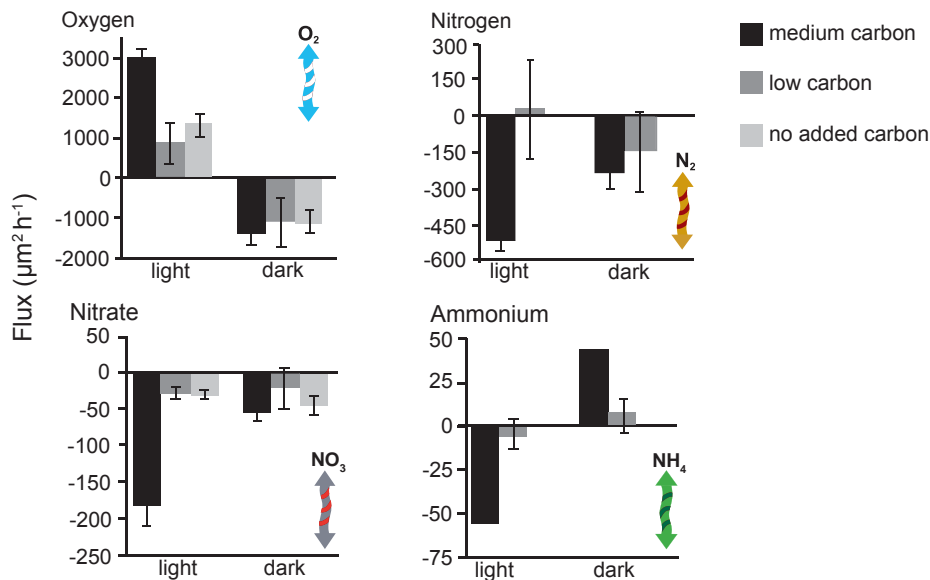 Oxygen
O₂
3000
2000
1000
0
-1000
-2000
light dark
Nitrogen
300
150
0
-150
-300
-450
-600
N₂
light dark
medium carbon
low carbon
no added carbon
Flux (µm² h⁻¹)
Nitrate
50
0
-50
-100
-150
-200
-250
NO₃
light dark
Ammonium
50
25
0
-25
-50
-75
NH₄
light dark